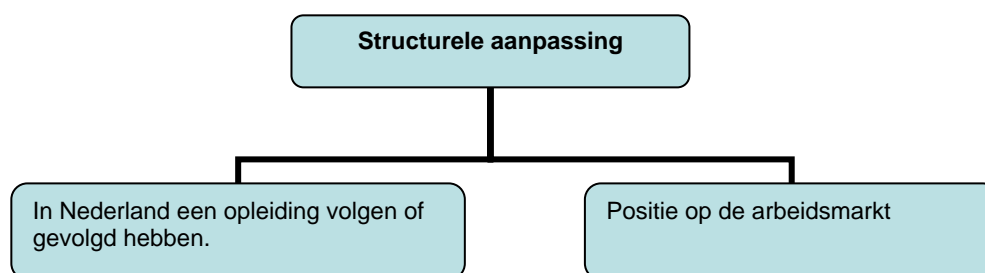 Structurele aanpassing
In Nederland een opleiding volgen of
gevolgd hebben.
Positie op de arbeidsmarkt